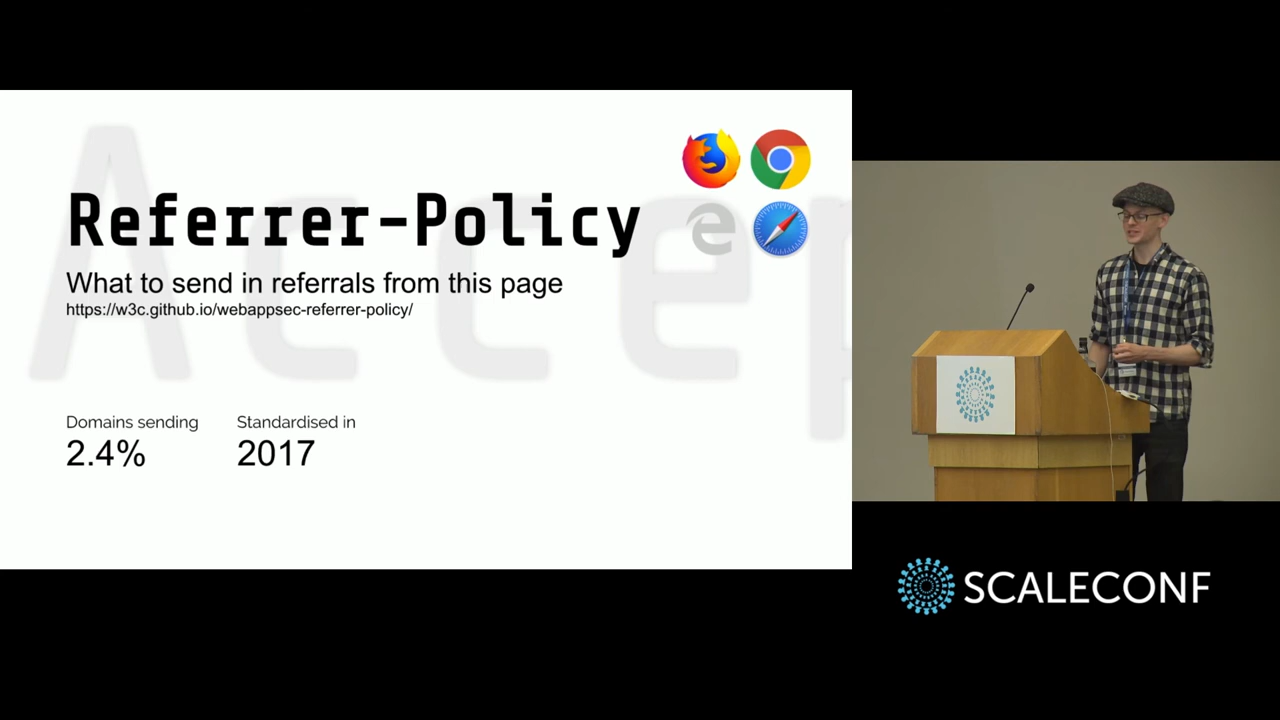 Accep
Referrer-Policy
What to send in referrals from this page
https://w3c.github.io/webappsec-referrer-policy/
Domains sending
2.4%
Standardised in
2017
SCALECONF